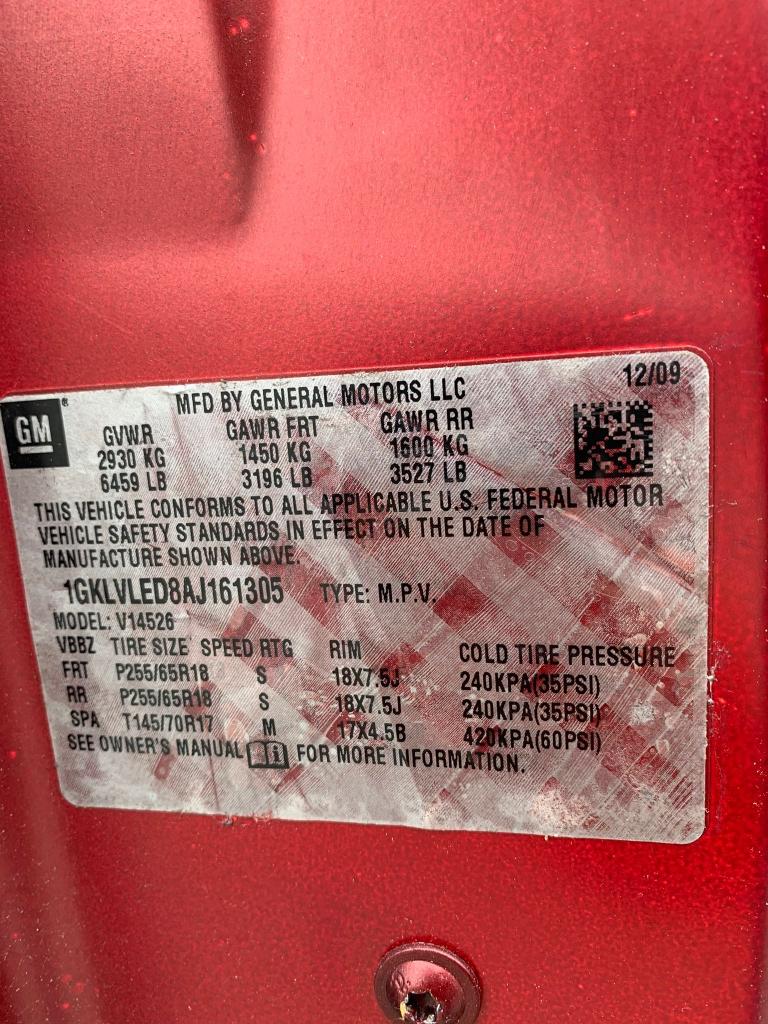 12/09
GM®
MFD BY GENERAL MOTORS LLC
GVWR GAWR FRT GAWR RR
2930 KG 1450 KG 1600 KG
6459 LB 3196 LB 3527 LB
THIS VEHICLE CONFORMS TO ALL APPLICABLE U.S. FEDERAL MOTOR
VEHICLE SAFETY STANDARDS IN EFFECT ON THE DATE OF
MANUFACTURE SHOWN ABOVE.
1GKLVLED8AJ161305 TYPE: M.P.V.
MODEL: V14526
VBBZ TIRE SIZE SPEED RTG RIM COLD TIRE PRESSURE
FRT P255/65R18 S 18X7.5J 240KPA(35PSI)
RR P255/65R18 S 18X7.5J 240KPA(35PSI)
SPA T145/70R17 M 17X4.5B 420KPA(60PSI)
SEE OWNER'S MANUAL i FOR MORE INFORMATION.